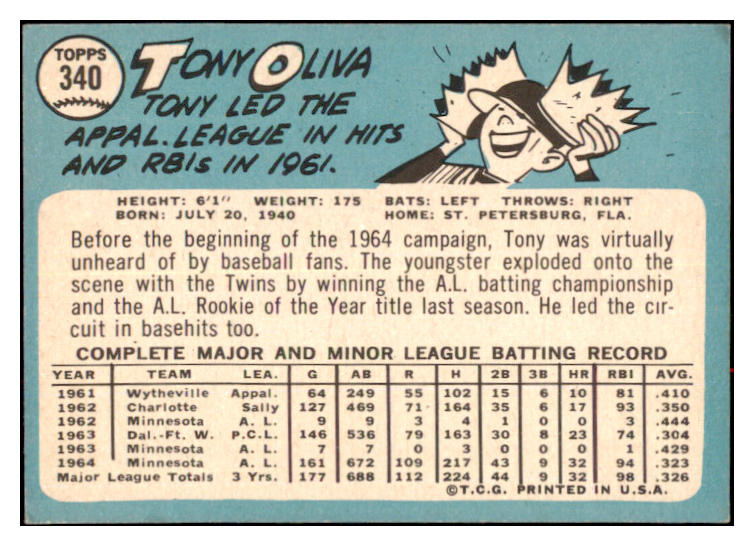 TOPPS
340
TONY OLIVA
TONY LED THE
APPAL. LEAGUE IN HITS
AND RBIs IN 1961.
HEIGHT: 6'1" WEIGHT: 175 BATS: LEFT THROWS: RIGHT
BORN: JULY 20, 1940 HOME: ST. PETERSBURG, FLA.
Before the beginning of the 1964 campaign, Tony was virtually
unheard of by baseball fans. The youngster exploded onto the
scene with the Twins by winning the A.L. batting championship
and the A.L. Rookie of the Year title last season. He led the cir-
cuit in basehits too.
COMPLETE MAJOR AND MINOR LEAGUE BATTING RECORD
YEAR TEAM LEA. G AB R H 2B 3B HR RBI AVG.
1961 Wytheville Appal. 64 249 55 102 15 6 10 81 .410
1962 Charlotte Sally 127 469 71 164 35 6 17 93 .350
1962 Minnesota A. L. 9 9 3 4 1 0 0 3 .444
1963 Dal.-Ft. W. P.C.L. 146 536 79 163 30 8 23 74 .304
1963 Minnesota A. L. 7 7 0 3 0 0 0 1 .429
1964 Minnesota A. L. 161 672 109 217 43 9 32 94 .323
Major League Totals 3 Yrs. 177 688 112 224 44 9 32 98 .326
©T.C.G. PRINTED IN U.S.A.